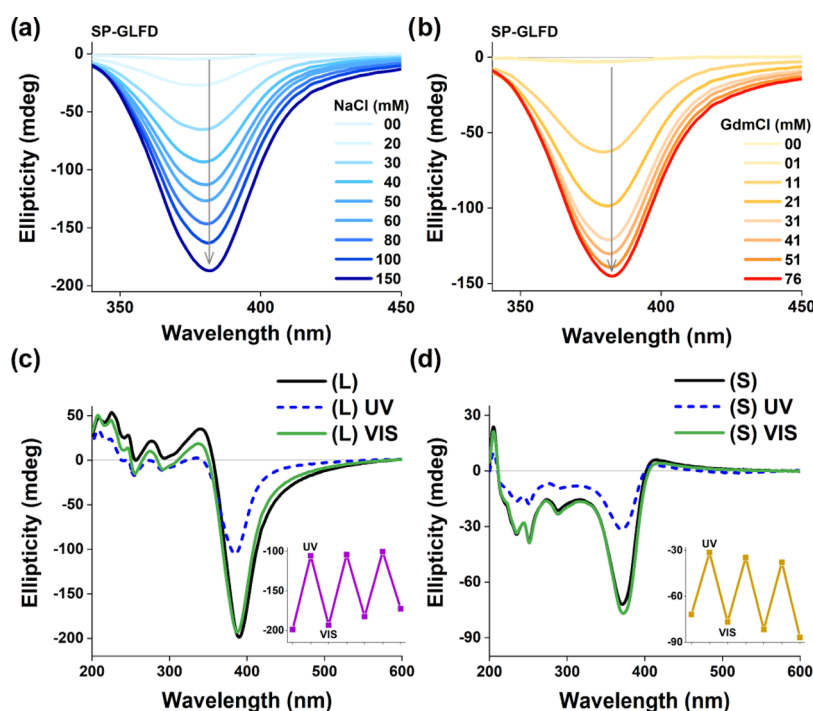 (a)
SP-GLFD
0
-50
-100
-150
-200
Ellipticity (mdeg)
NaCl (mM)
00
20
30
40
50
60
80
100
150
350
400
450
Wavelength (nm)
(b)
SP-GLFD
0
-50
-100
-150
Ellipticity (mdeg)
GdmCl (mM)
00
01
11
21
31
41
51
76
350
400
450
Wavelength (nm)
(c)
(L)
(L) UV
(L) VIS
50
0
-50
-100
-150
-200
Ellipticity (mdeg)
UV
VIS
-100
-150
-200
200
300
400
500
600
Wavelength (nm)
(d)
(S)
(S) UV
(S) VIS
30
0
-30
-60
-90
Ellipticity (mdeg)
UV
VIS
-30
-60
-90
200
300
400
500
600
Wavelength (nm)